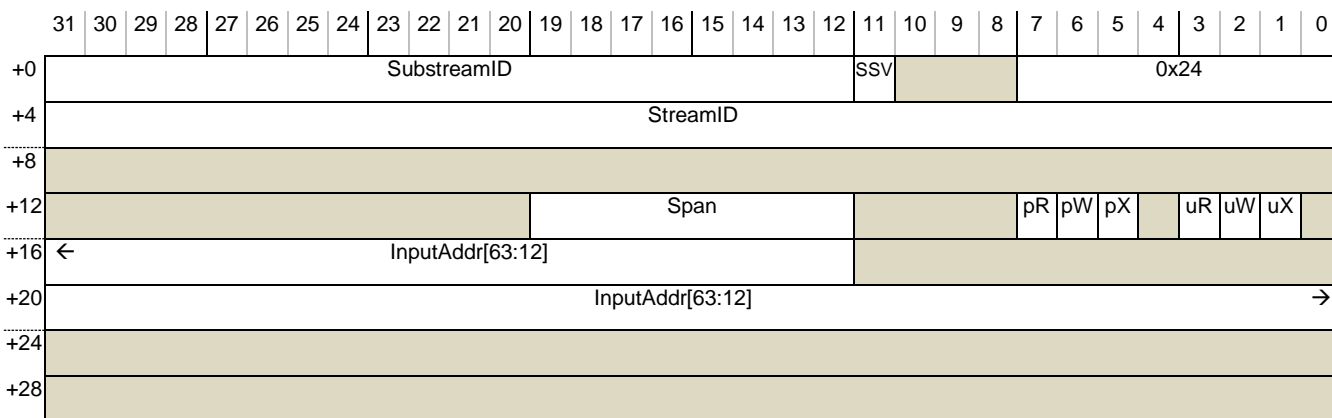 31 30 29 28 27 26 25 24 23 22 21 20 19 18 17 16 15 14 13 12 11 10 9 8 7 6 5 4 3 2 1 0
+0 SubstreamID SSV 0x24
+4 StreamID
+8
+12 Span pR pW pX uR uW uX
+16 ← InputAddr[63:12]
+20 InputAddr[63:12] →
+24
+28